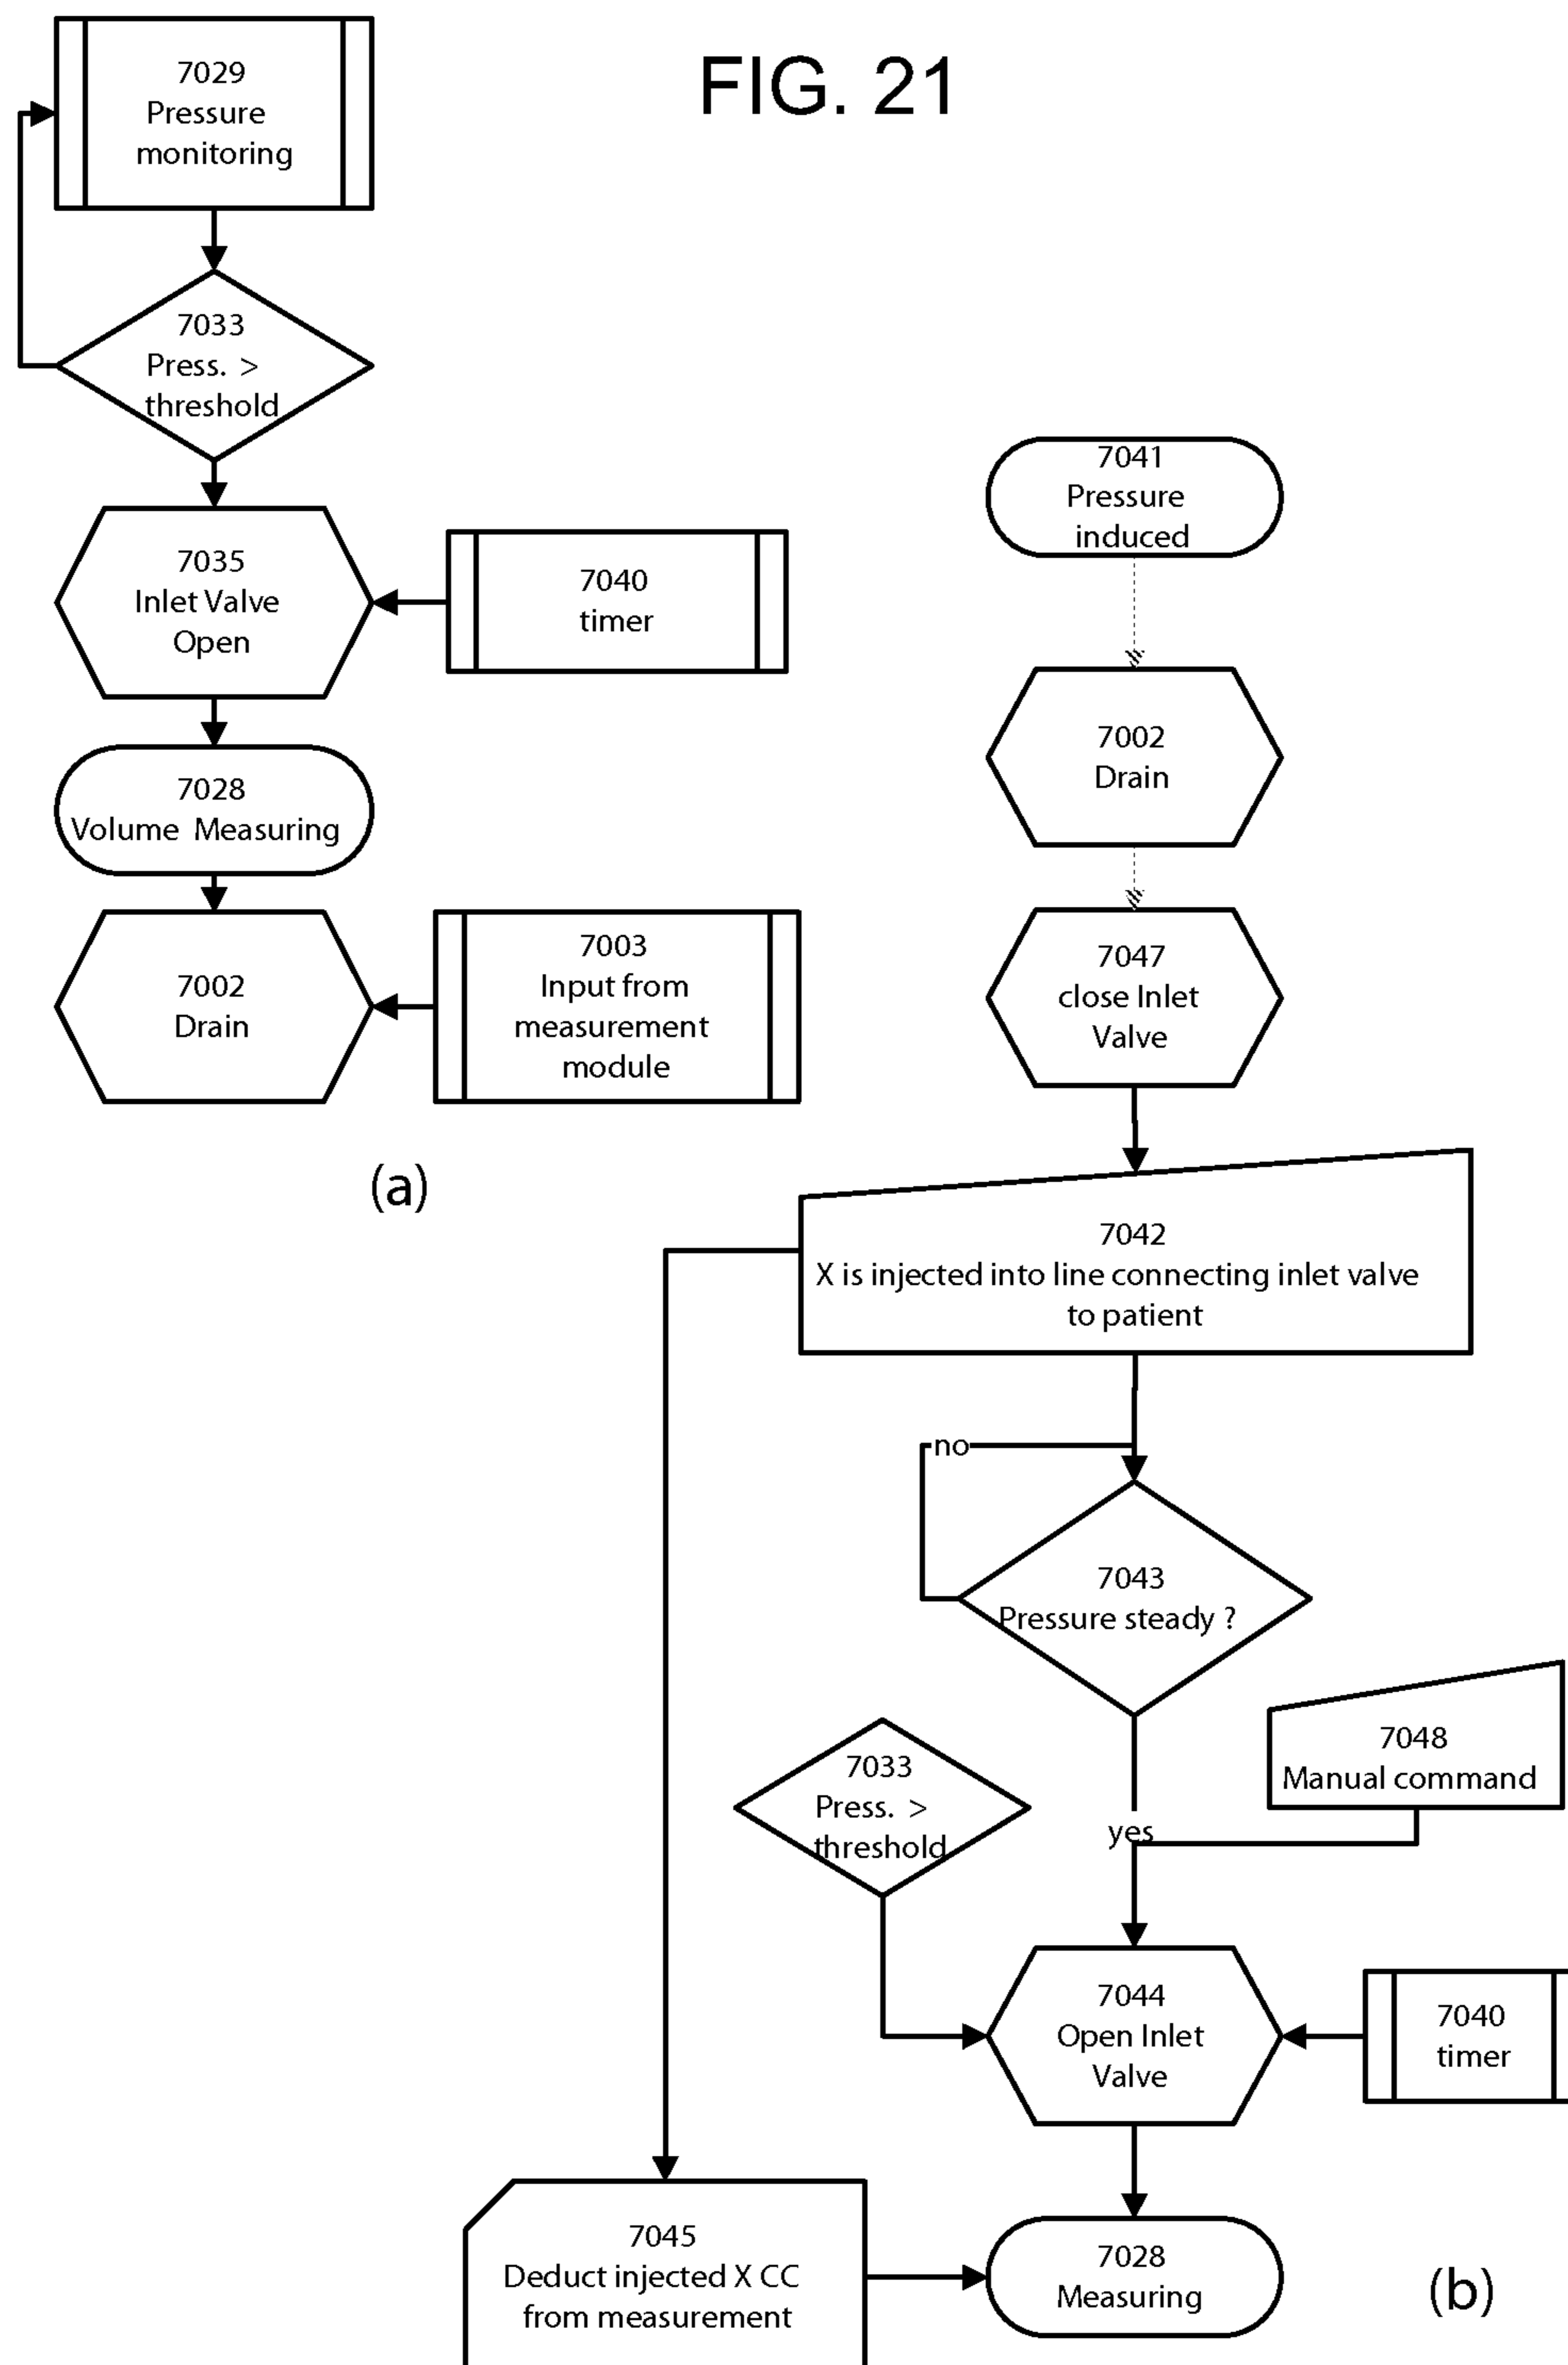 FIG. 21
7029
Pressure
monitoring
7033
Press. >
threshold
7035
Inlet Valve
Open
7040
timer
7028
Volume Measuring
7002
Drain
7003
Input from
measurement
module
(a)
7041
Pressure
induced
7002
Drain
7047
close Inlet
Valve
7042
X is injected into line connecting inlet valve
to patient
no
7043
Pressure steady ?
7048
Manual command
7033
Press. >
threshold
yes
7044
Open Inlet
Valve
7040
timer
7045
Deduct injected X CC
from measurement
7028
Measuring
(b)